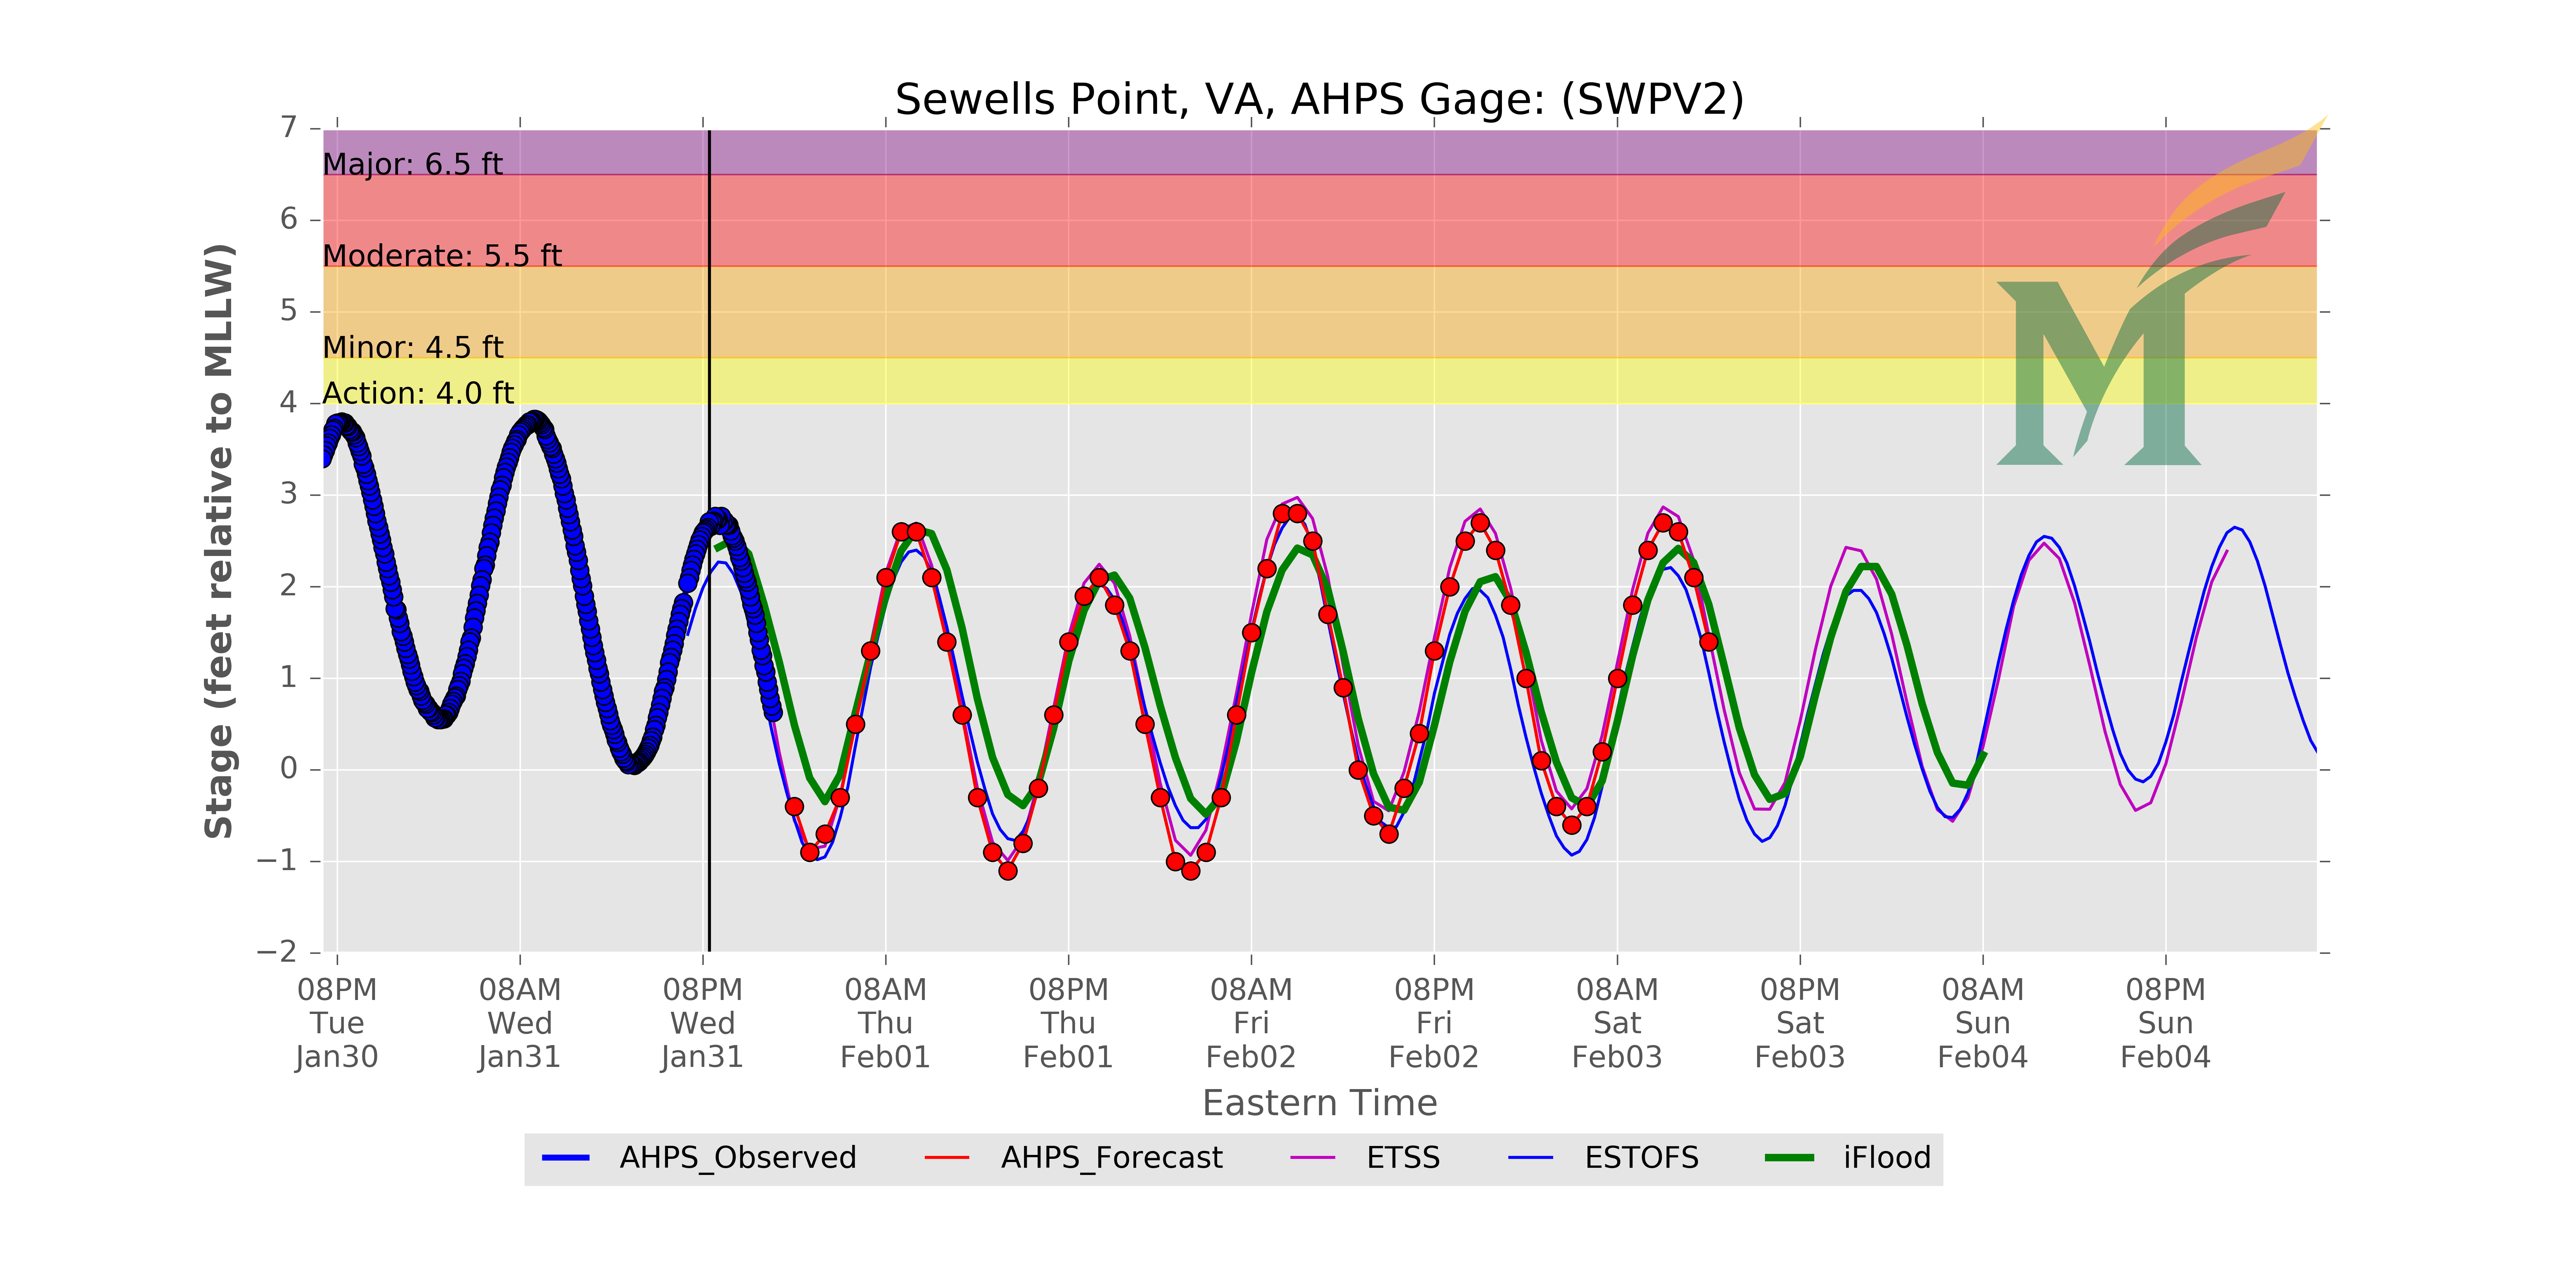 Sewells Point, VA, AHPS Gage: (SWPV2)
7
6
5
4
3
2
1
0
−1
−2
Stage (feet relative to MLLW)
Major: 6.5 ft
Moderate: 5.5 ft
Minor: 4.5 ft
Action: 4.0 ft
M
08PM 08AM 08PM 08AM 08PM 08AM 08PM 08AM 08PM 08AM 08PM
Tue Wed Wed Thu Thu Fri Fri Sat Sat Sun Sun
Jan30 Jan31 Jan31 Feb01 Feb01 Feb02 Feb02 Feb03 Feb03 Feb04 Feb04
Eastern Time
AHPS_Observed AHPS_Forecast ETSS ESTOFS iFlood